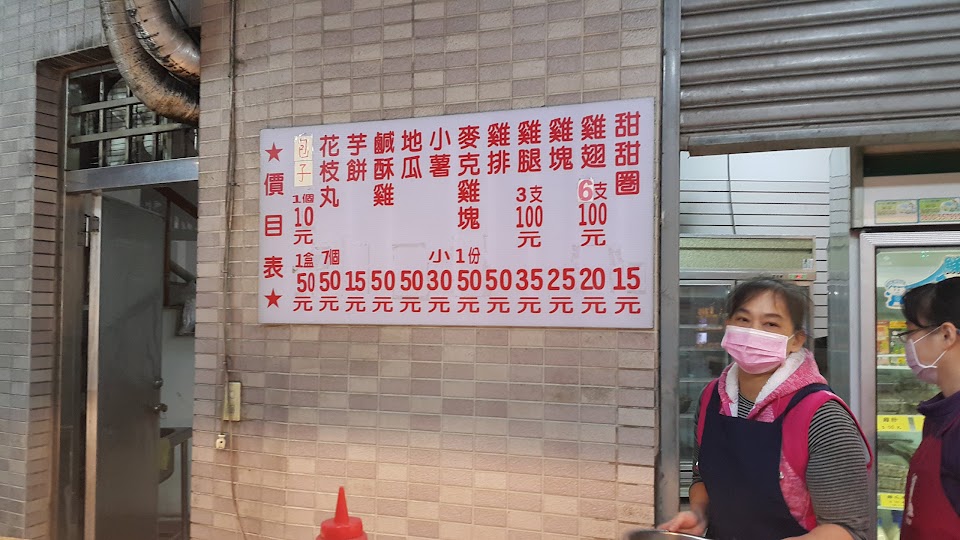 甜甜圈 15元
雞翅 6支100元 20元
雞塊 25元
雞腿 3支100元 35元
雞排 50元
麥克雞塊 1份 50元
小薯 小 30元
地瓜 50元
鹹酥雞 50元
芋餅 15元
花枝丸 7個 50元
包子 1個10元 1盒50元
★價目表★